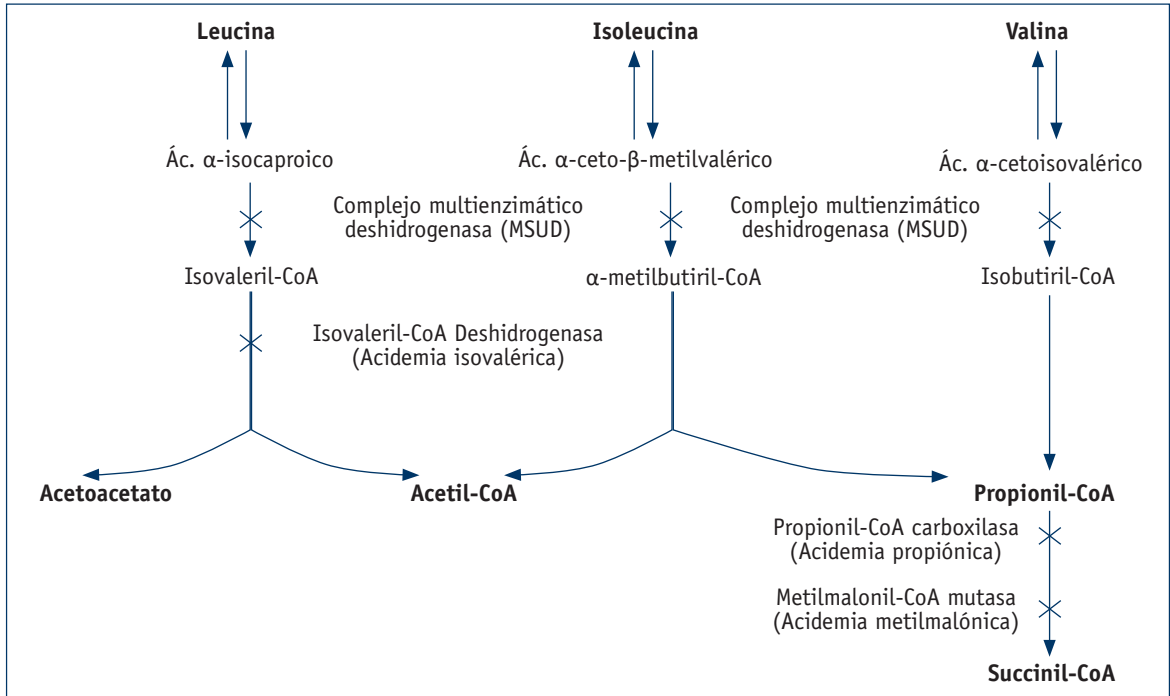 Leucina
Isoleucina
Valina
Ác. α-isocaproico
Ác. α-ceto-β-metilvalérico
Ác. α-cetoisovalérico
Complejo multienzimático
deshidrogenasa (MSUD)
Complejo multienzimático
deshidrogenasa (MSUD)
Isovaleril-CoA
α-metilbutiril-CoA
Isobutiril-CoA
Isovaleril-CoA Deshidrogenasa
(Acidemia isovalérica)
Acetoacetato
Acetil-CoA
Propionil-CoA
Propionil-CoA carboxilasa
(Acidemia propiónica)
Metilmalonil-CoA mutasa
(Acidemia metilmalónica)
Succinil-CoA